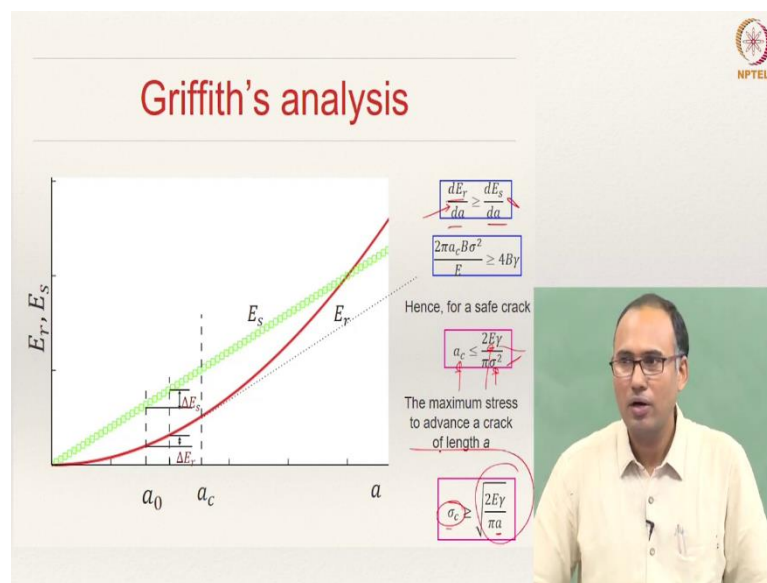 NPTEL
Griffith's analysis
E_r, E_s
E_s
E_r
ΔE_s
ΔE_r
a_0
a_c
a
dE_r/da ≥ dE_s/da
2πa_cBσ²/E ≥ 4Bγ
Hence, for a safe crack
a_c ≤ 2Eγ/πσ²
The maximum stress
to advance a crack
of length a
σ_c ≥ √(2Eγ/πa)